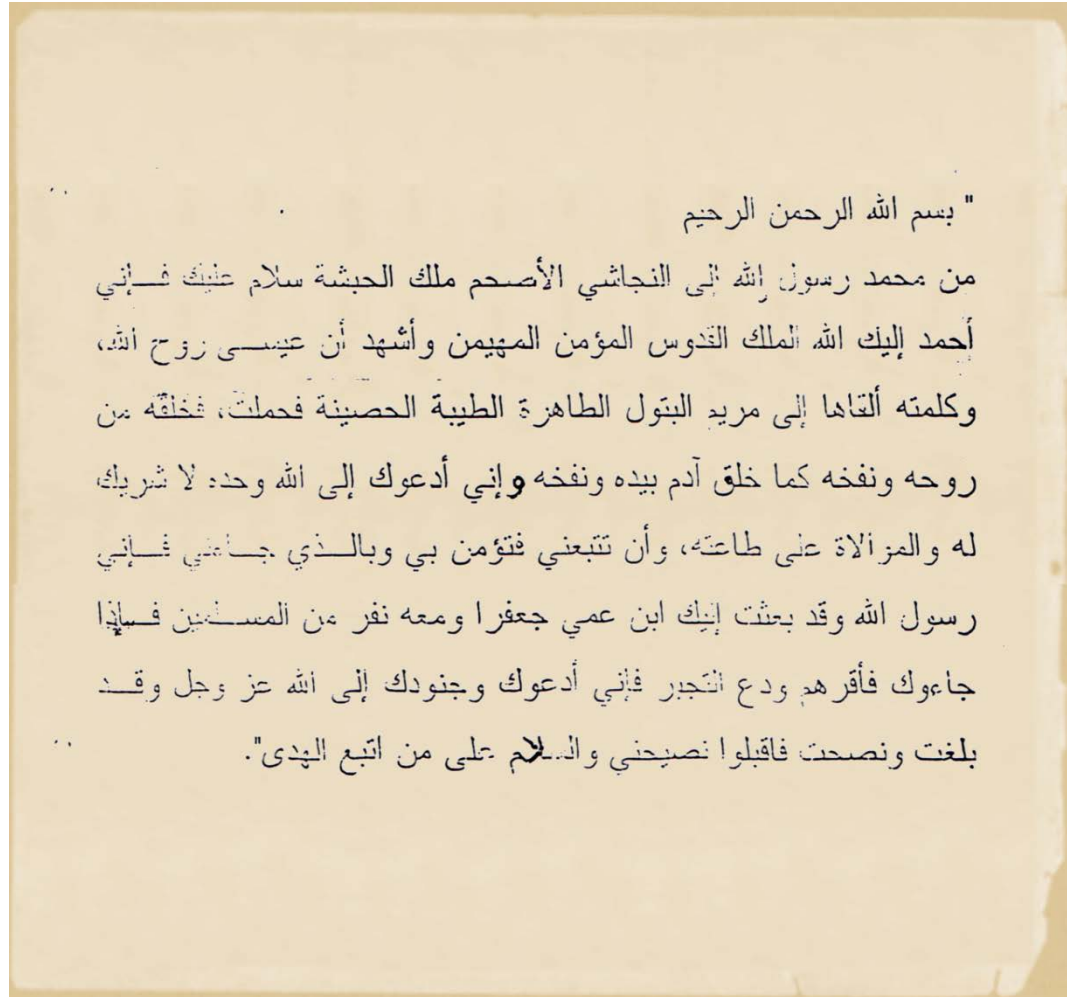 " بسم الله الرحمن الرحيم
من محمد رسول الله إلى النجاشي الأصحم ملك الحبشة سلام عليك فإني
أحمد إليك الله الملك القدوس المؤمن المهيمن وأشهد أن عيسى روح الله،
وكلمته ألقاها إلى مريم البتول الطاهرة الطيبة الحصينة فحملت، فخلقه من
روحه ونفخه كما خلق آدم بيده ونفخه وإني أدعوك إلى الله وحده لا شريك
له والموالاة على طاعته، وأن تتبعني فتؤمن بي وبالذي جاءني فإني
رسول الله وقد بعثت إليك ابن عمي جعفرا ومعه نفر من المسلمين فإذا
جاءوك فأقرهم ودع التجبر فإني أدعوك وجنودك إلى الله عز وجل وقد
بلغت ونصحت فاقبلوا نصيحتي والسلام على من اتبع الهدى".